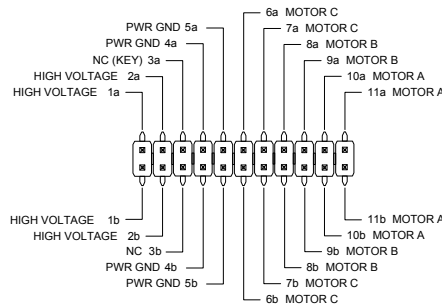 6a MOTOR C
PWR GND 5a
7a MOTOR C
PWR GND 4a
8a MOTOR B
NC (KEY) 3a
9a MOTOR B
HIGH VOLTAGE 2a
10a MOTOR A
HIGH VOLTAGE 1a
11a MOTOR A
HIGH VOLTAGE 1b
11b MOTOR A
HIGH VOLTAGE 2b
10b MOTOR A
NC 3b
9b MOTOR B
PWR GND 4b
8b MOTOR B
PWR GND 5b
7b MOTOR C
6b MOTOR C